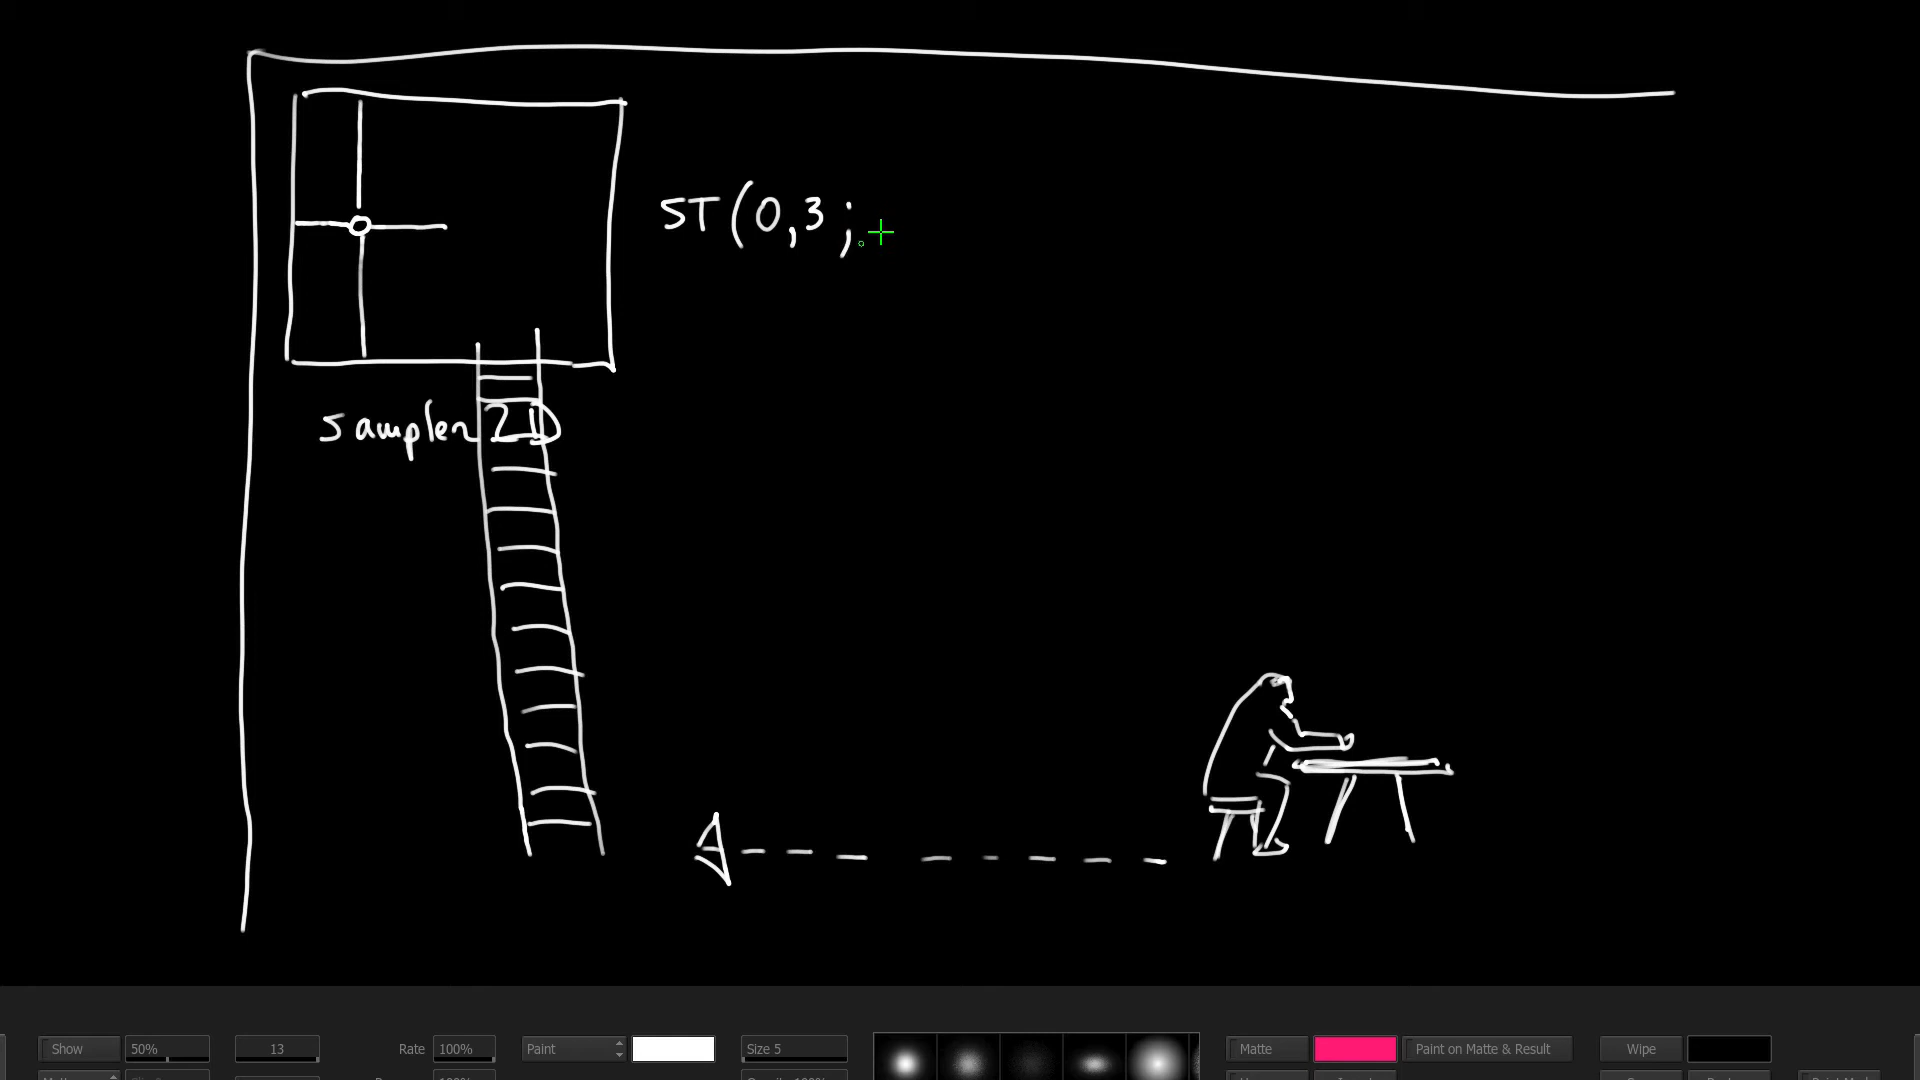 ST(0,3;
sampler2D
Show 50% 13 Rate 100% Paint Size 5 Matte Paint on Matte & Result Wipe